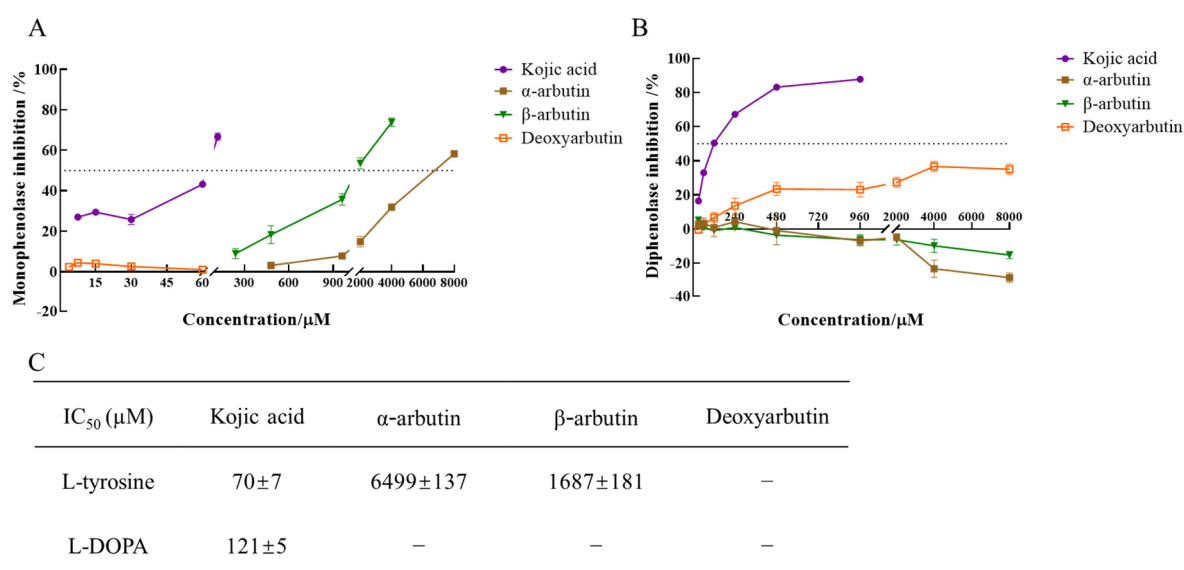 A
Monophenolase inhibition /%
100
80
60
40
20
0
-20
15 30 45 60 300 600 900 2000 4000 6000 8000
Concentration/μM
Kojic acid
α-arbutin
β-arbutin
Deoxyarbutin
B
Diphenolase inhibition /%
100
80
60
40
20
0
-20
-40
240 480 720 960 2000 4000 6000 8000
Concentration/μM
Kojic acid
α-arbutin
β-arbutin
Deoxyarbutin
C
IC50 (μM) Kojic acid α-arbutin β-arbutin Deoxyarbutin
L-tyrosine 70±7 6499±137 1687±181 –
L-DOPA 121±5 – – –